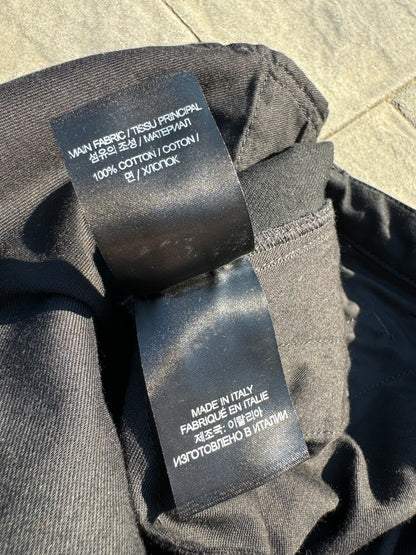 MAIN FABRIC / TISSU PRINCIPAL
섬유의 조성 / МАТЕРИАЛ
100% COTTON / COTON /
면 / ХЛОПОК
MADE IN ITALY
FABRIQUÉ EN ITALIE
제조국: 이탈리아
ИЗГОТОВЛЕНО В ИТАЛИИ